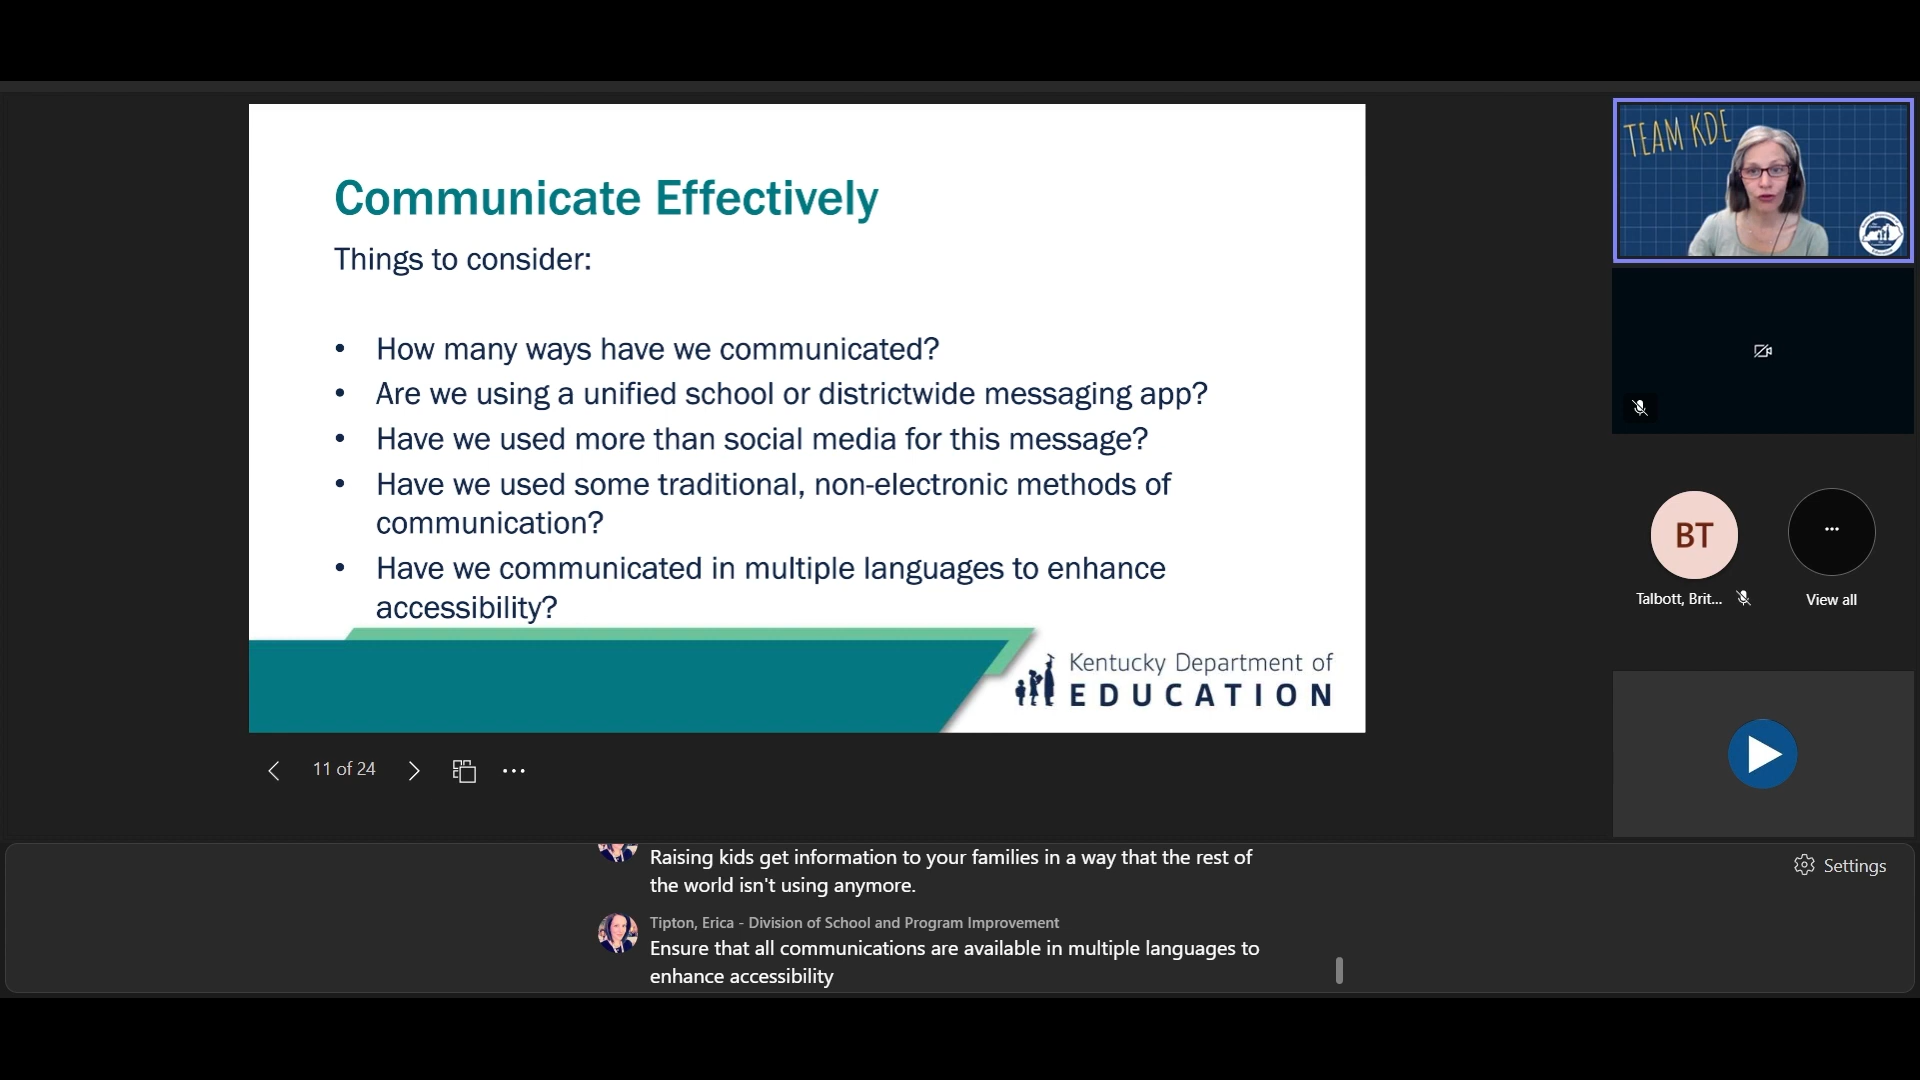 Communicate Effectively
Things to consider:
• How many ways have we communicated?
• Are we using a unified school or districtwide messaging app?
• Have we used more than social media for this message?
• Have we used some traditional, non-electronic methods of
communication?
• Have we communicated in multiple languages to enhance
accessibility?
Kentucky Department of
EDUCATION
11 of 24
TEAM KDE
BT
Talbott, Brit...
...
View all
Raising kids get information to your families in a way that the rest of
the world isn't using anymore.
Settings
Tipton, Erica - Division of School and Program Improvement
Ensure that all communications are available in multiple languages to
enhance accessibility